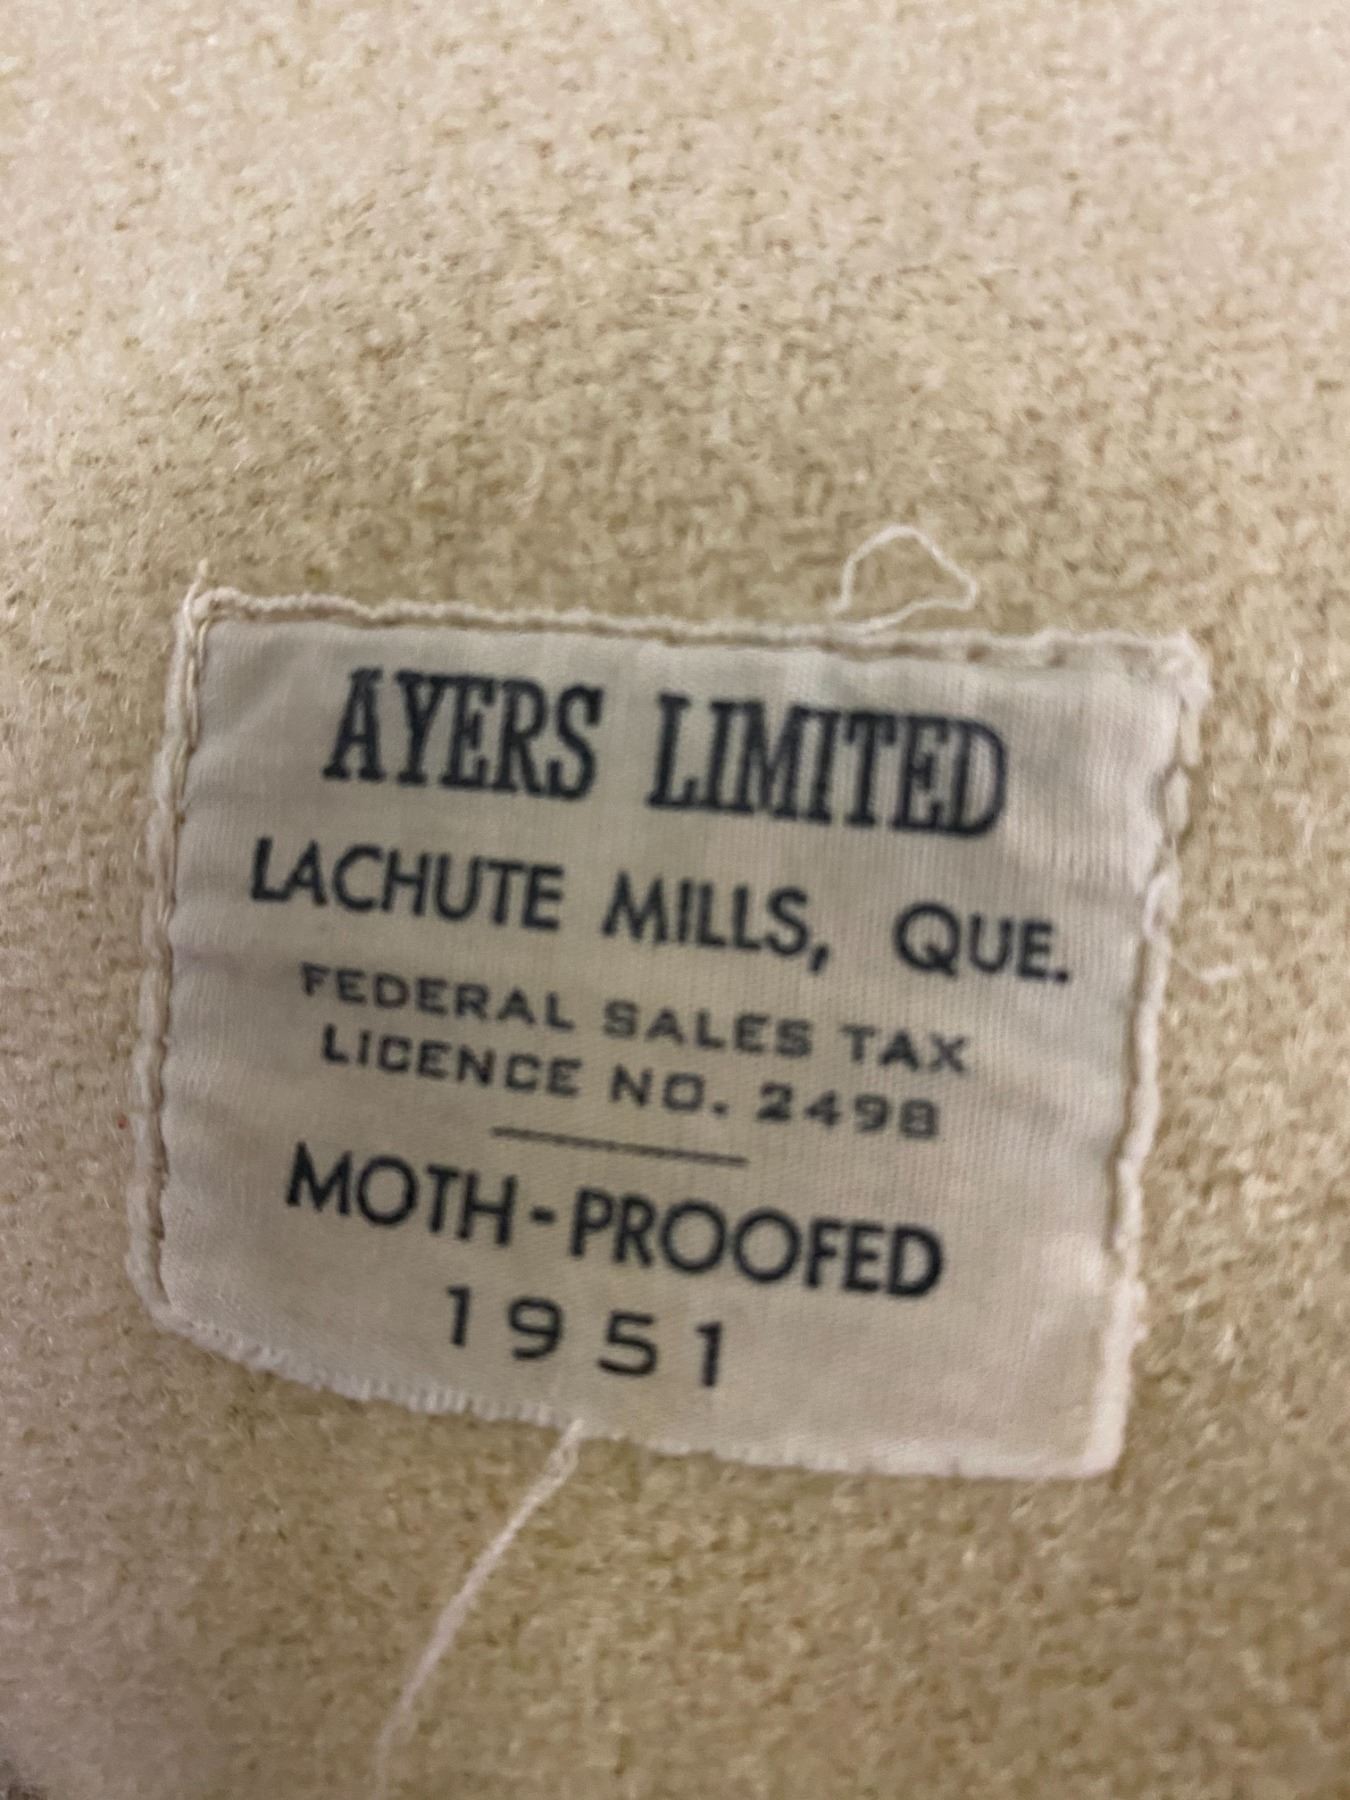 AYERS LIMITED
LACHUTE MILLS, QUE.
FEDERAL SALES TAX
LICENCE NO. 2498
MOTH-PROOFED
1951